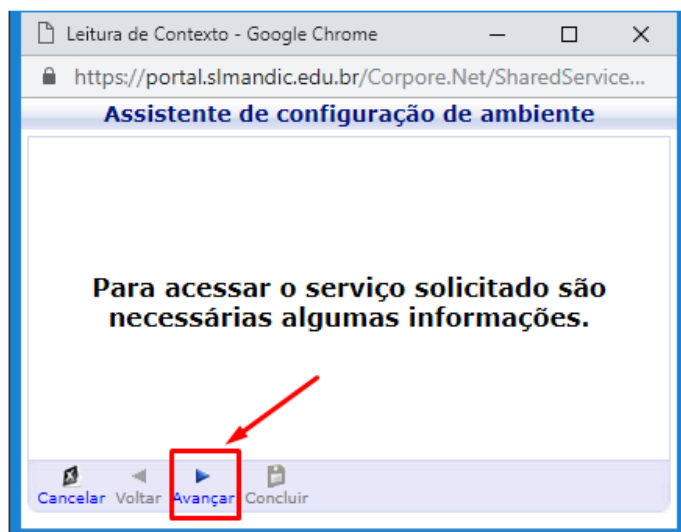 Leitura de Contexto - Google Chrome
https://portal.slmandic.edu.br/Corpore.Net/SharedService...
Assistente de configuração de ambiente
Para acessar o serviço solicitado são
necessárias algumas informações.
Cancelar Voltar Avançar Concluir